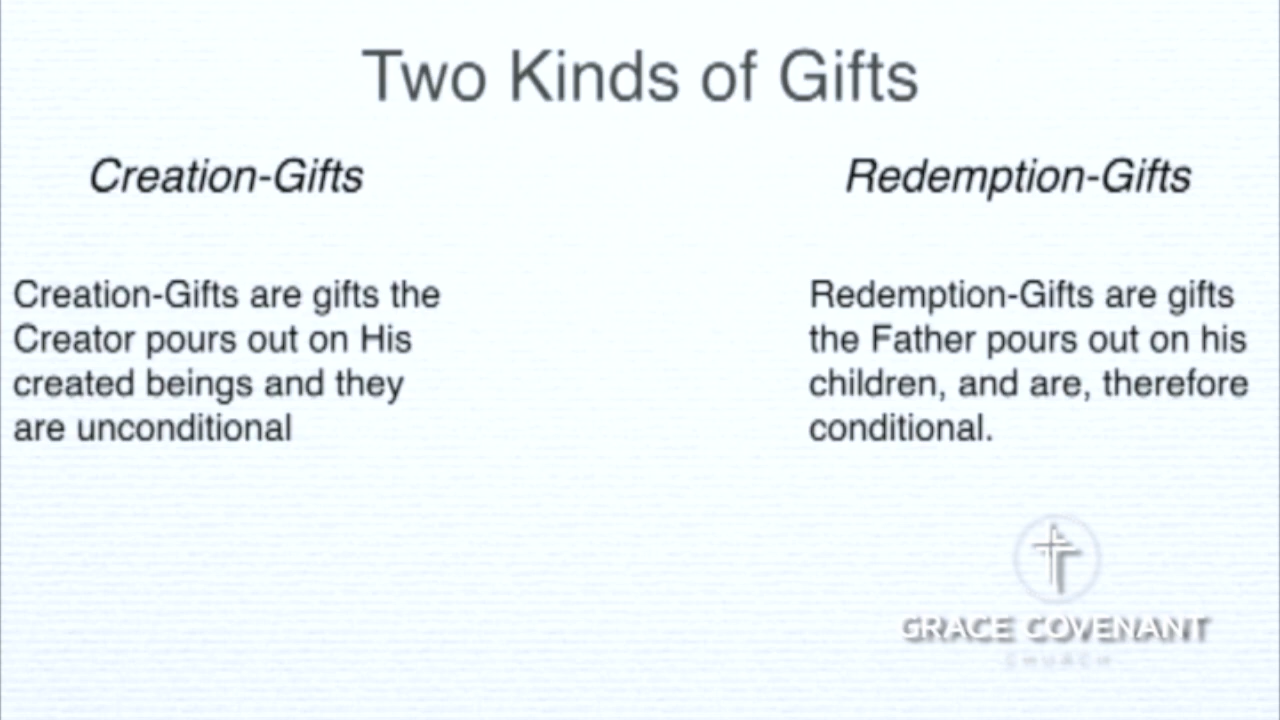 Two Kinds of Gifts
Creation-Gifts
Creation-Gifts are gifts the
Creator pours out on His
created beings and they
are unconditional
Redemption-Gifts
Redemption-Gifts are gifts
the Father pours out on his
children, and are, therefore
conditional.
GRACE COVENANT
CHURCH